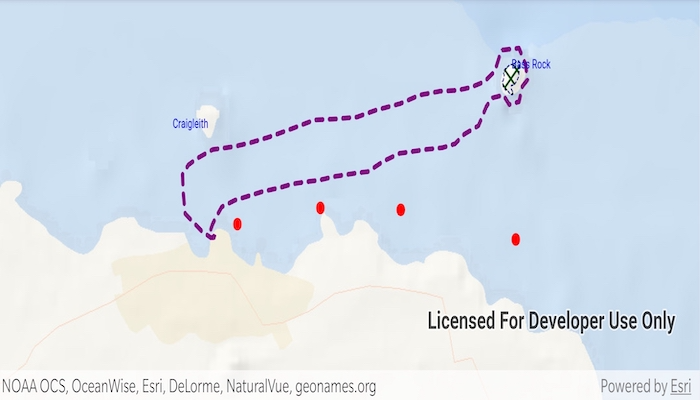 Bass Rock
Craigleith
Licensed For Developer Use Only
NOAA OCS, OceanWise, Esri, DeLorme, NaturalVue, geonames.org
Powered by Esri